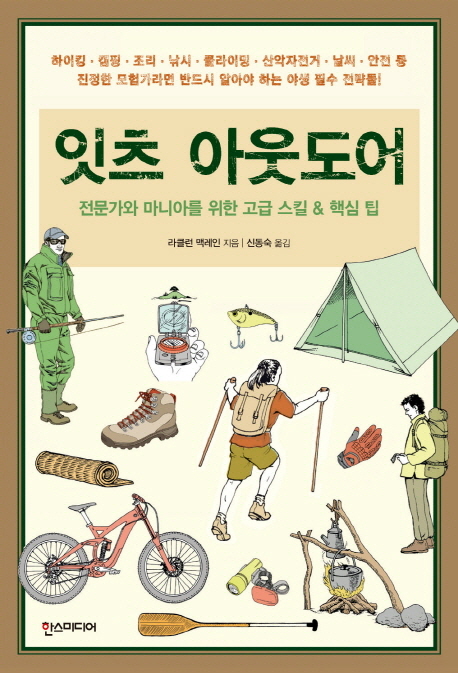 하이킹 · 캠핑 · 조리 · 낚시 · 클라이밍 · 산악자전거 · 날씨 · 안전 등
진정한 모험가라면 반드시 알아야 하는 야생 필수 전략들!
잇츠 아웃도어
전문가와 마니아를 위한 고급 스킬 & 핵심 팁
라클런 맥레인 지음 | 신동숙 옮김
한스미디어